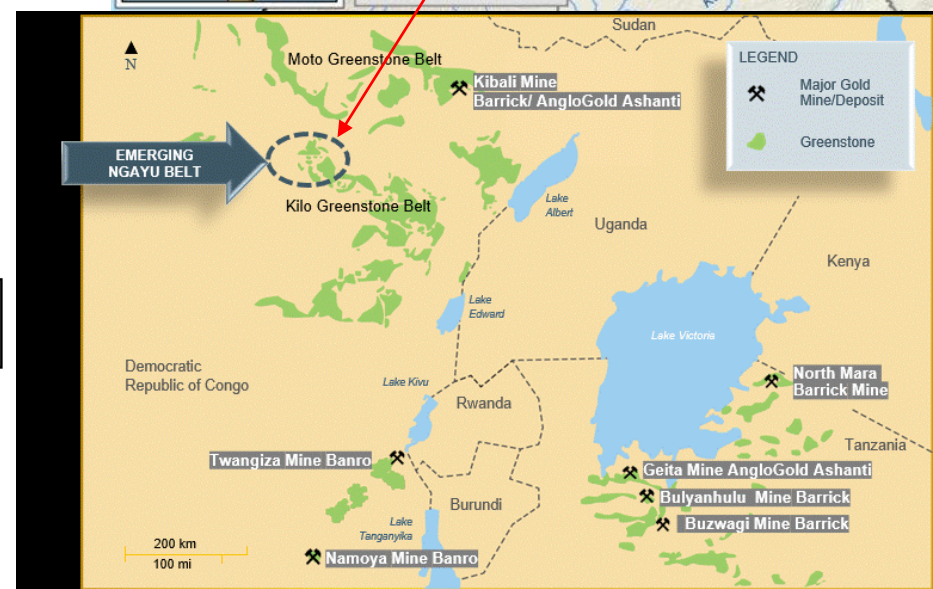 Sudan
Moto Greenstone Belt
N
Kibali Mine
Barrick/ AngloGold Ashanti
LEGEND
Major Gold
Mine/Deposit
Greenstone
EMERGING
NGAYU BELT
Kilo Greenstone Belt
Lake
Albert
Uganda
Kenya
Lake
Edward
Lake Victoria
Democratic
Republic of Congo
Lake Kivu
Rwanda
North Mara
Barrick Mine
Tanzania
Twangiza Mine Banro
Geita Mine AngloGold Ashanti
Bulyanhulu Mine Barrick
Burundi
Buzwagi Mine Barrick
Lake
Tanganyika
200 km
100 mi
Namoya Mine Banro